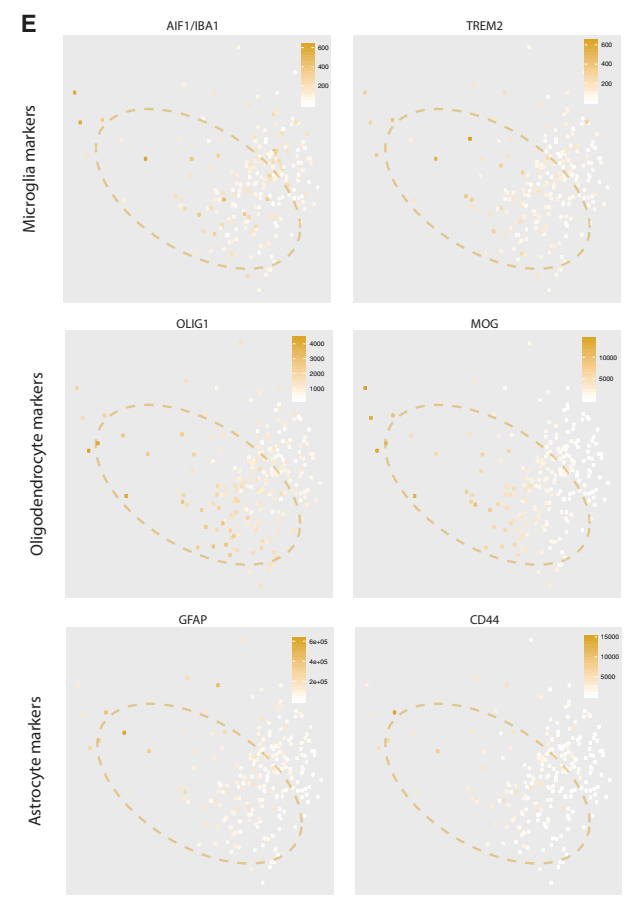 E
AIF1/IBA1
600
400
200
TREM2
600
400
200
Microglia markers
OLIG1
4000
3000
2000
1000
MOG
10000
5000
Oligodendrocyte markers
GFAP
6e+05
4e+05
2e+05
CD44
15000
10000
5000
Astrocyte markers